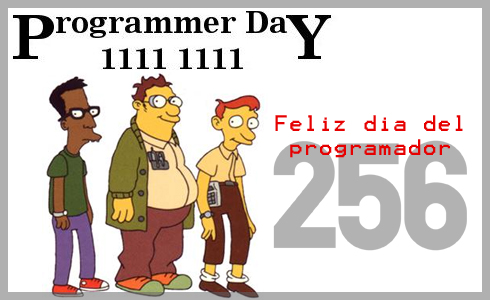 Programmer DaY
1111 1111
Feliz dia del
programador
256